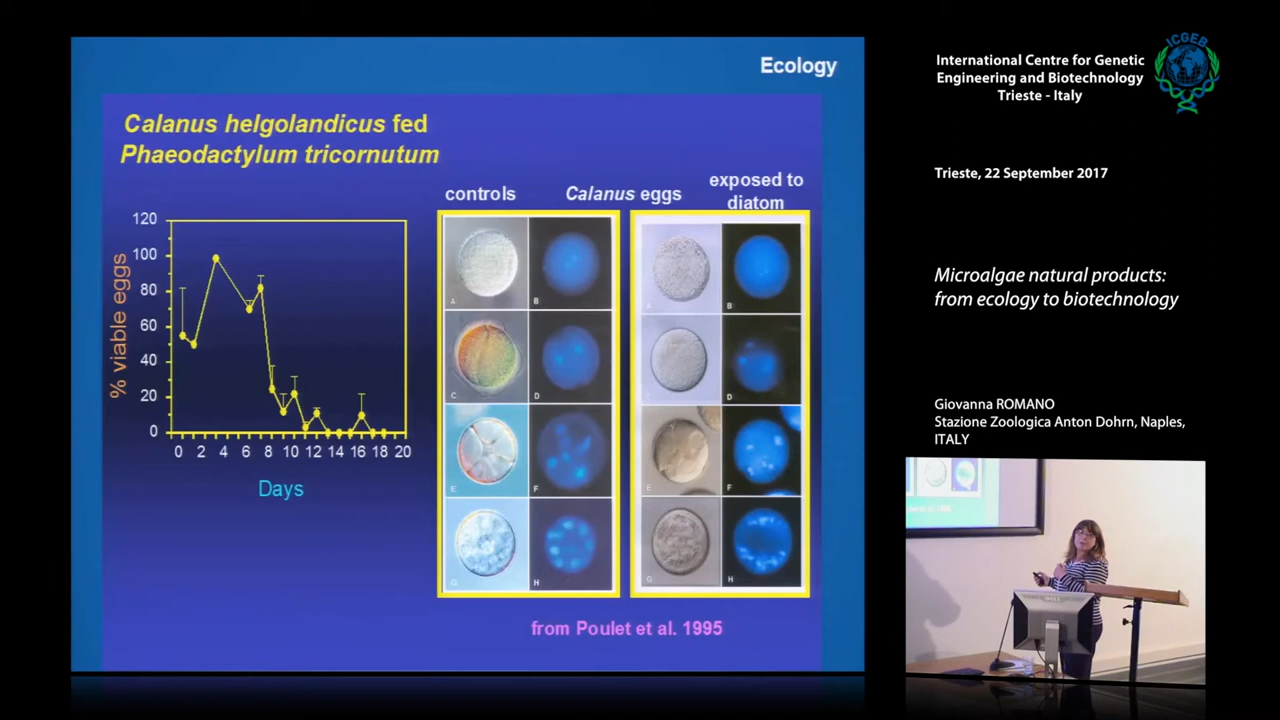 Ecology
Calanus helgolandicus fed
Phaeodactylum tricornutum
controls
Calanus eggs
exposed to
diatom
% viable eggs
120
100
80
60
40
20
0
0 2 4 6 8 10 12 14 16 18 20
Days
A B
C D
E F
G H
B
D
E F
G H
from Poulet et al. 1995
ICGEB
International Centre for Genetic
Engineering and Biotechnology
Trieste - Italy
Trieste, 22 September 2017
Microalgae natural products:
from ecology to biotechnology
Giovanna ROMANO
Stazione Zoologica Anton Dohrn, Naples,
ITALY